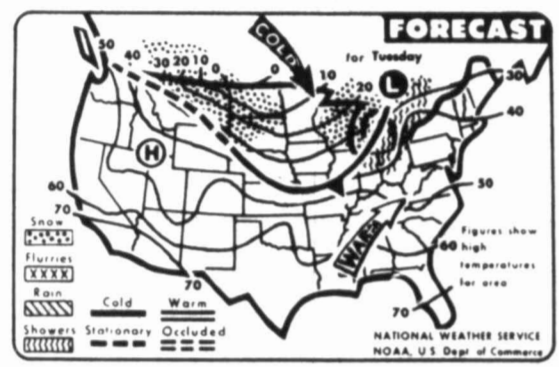 FORECAST
for Tuesday
COLD
L
50 40 30 20 10 0 0 10 20 30
40
H
50
60
70
WARM
60
70
70
Figures show
high
temperatures
for area
Snow
Flurries
Rain
Showers
Cold Warm
Stationary Occluded
NATIONAL WEATHER SERVICE
NOAA, U S Dept of Commerce